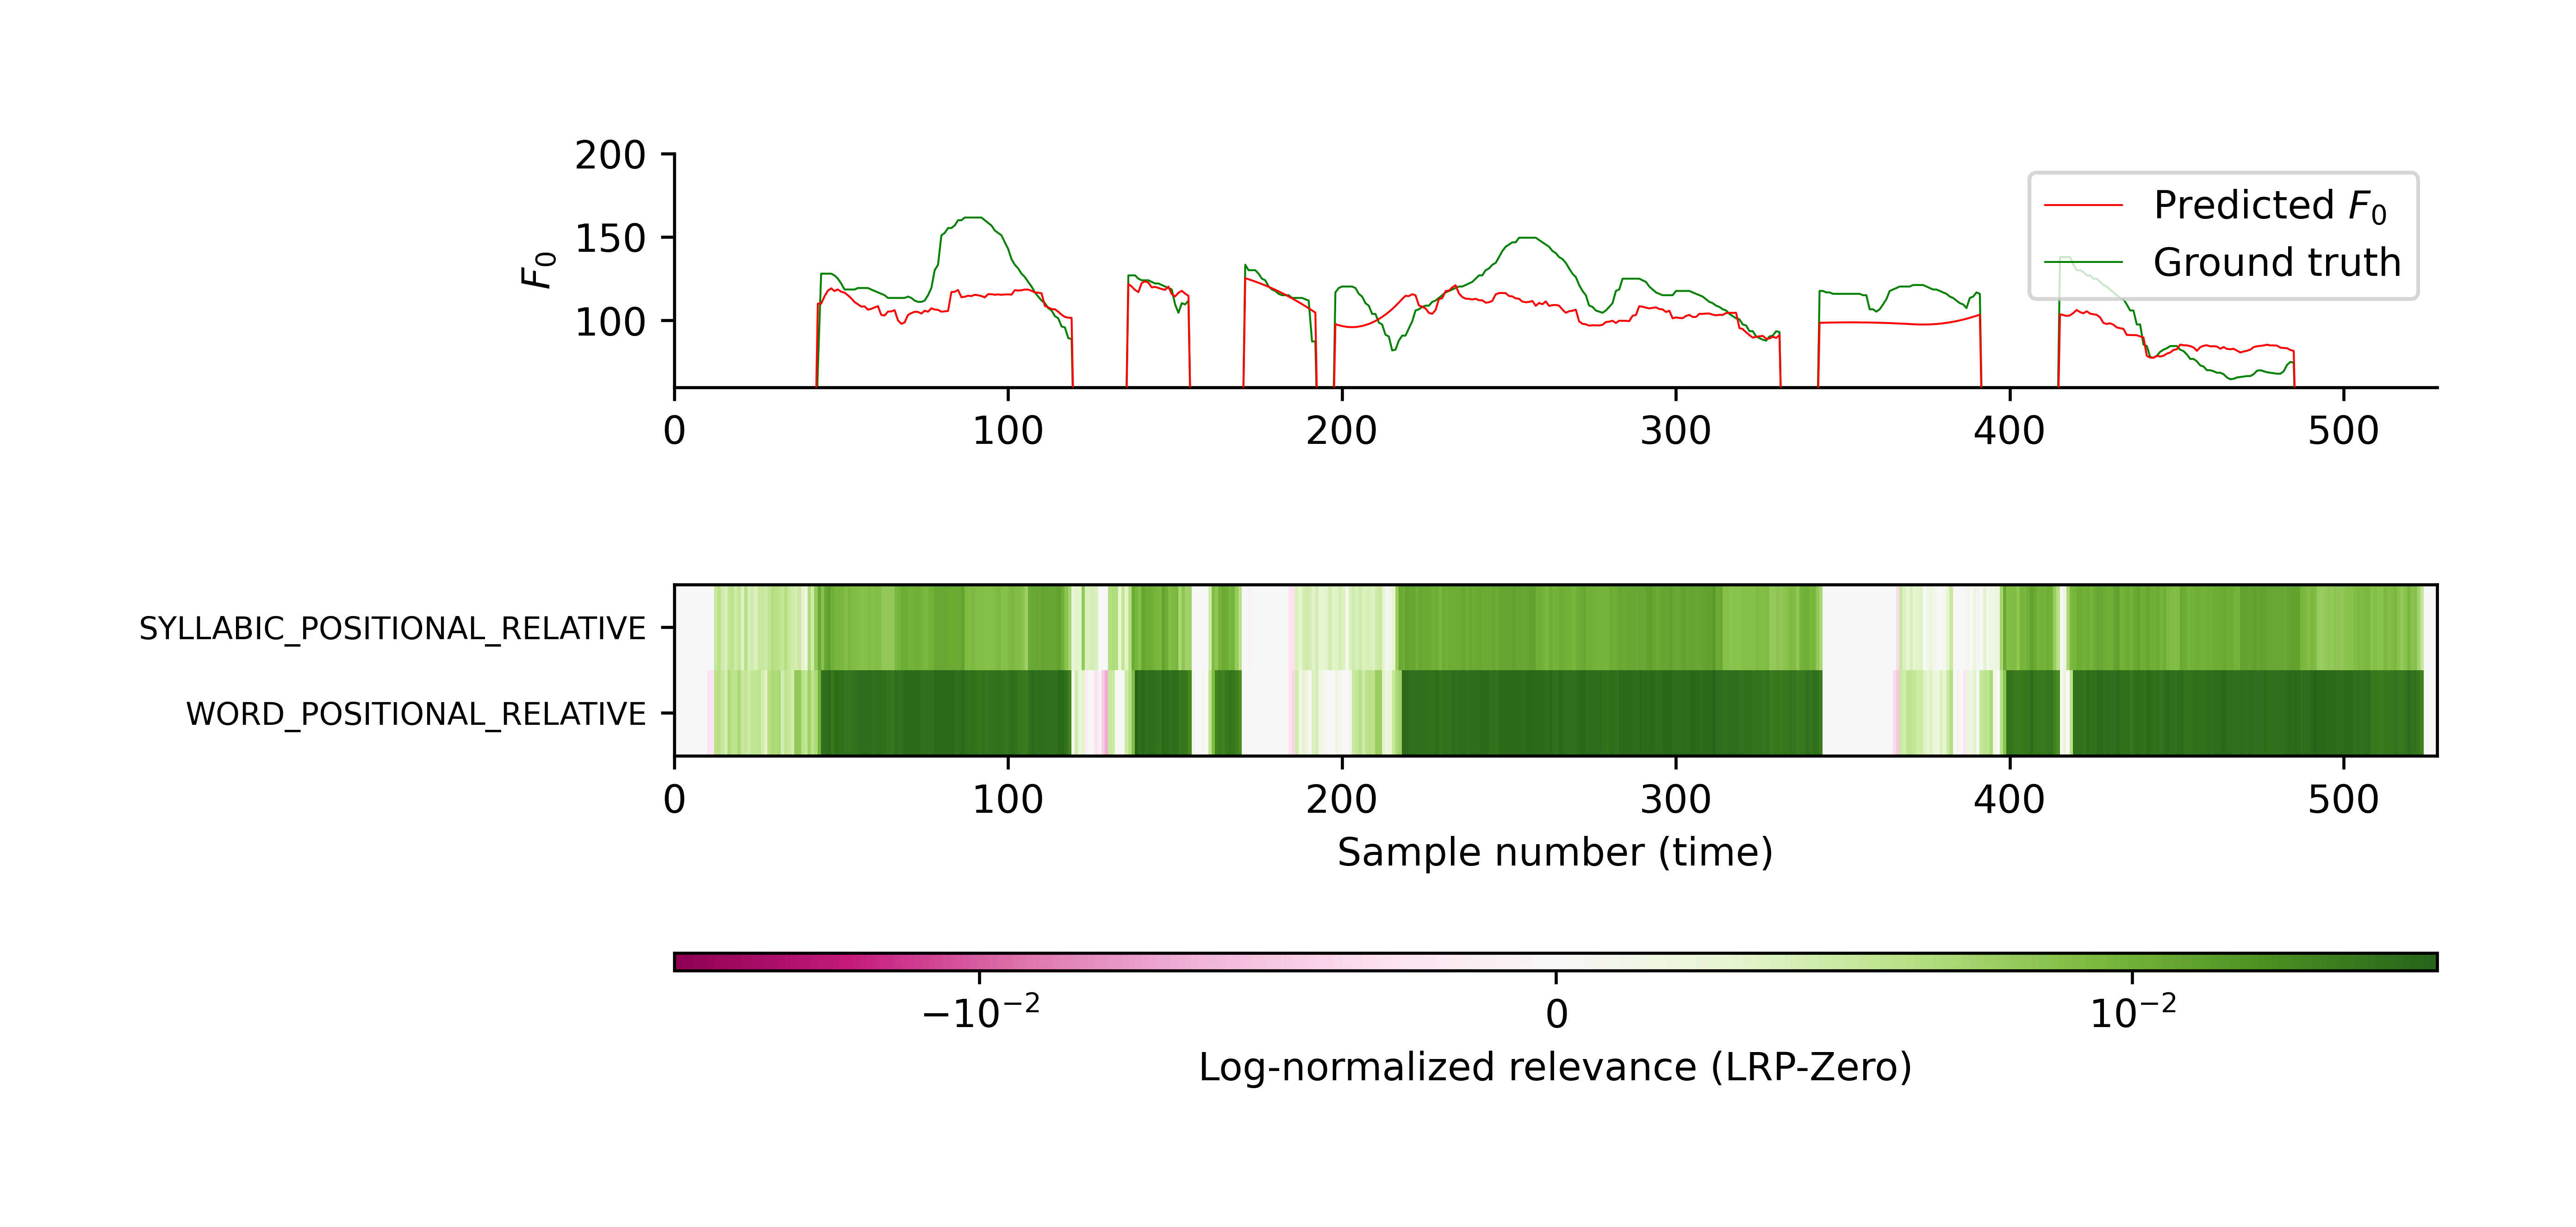 200
150
100
F₀
Predicted F₀
Ground truth
0 100 200 300 400 500
SYLLABIC_POSITIONAL_RELATIVE
WORD_POSITIONAL_RELATIVE
0 100 200 300 400 500
Sample number (time)
−10⁻² 0 10⁻²
Log-normalized relevance (LRP-Zero)